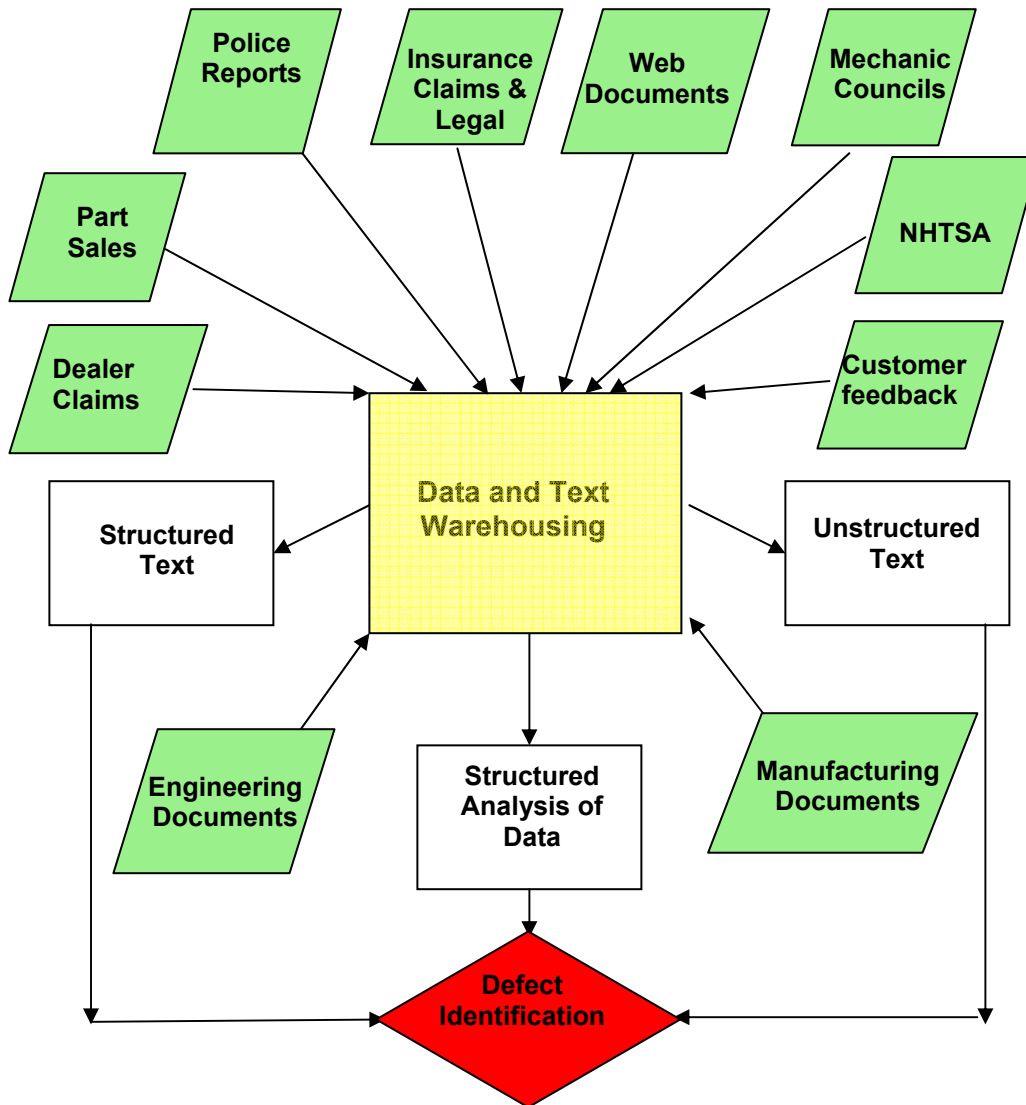 Police
Reports
Insurance
Claims &
Legal
Web
Documents
Mechanic
Councils
Part
Sales
NHTSA
Dealer
Claims
Customer
feedback
Structured
Text
Data and Text
Warehousing
Unstructured
Text
Engineering
Documents
Structured
Analysis of
Data
Manufacturing
Documents
Defect
Identification